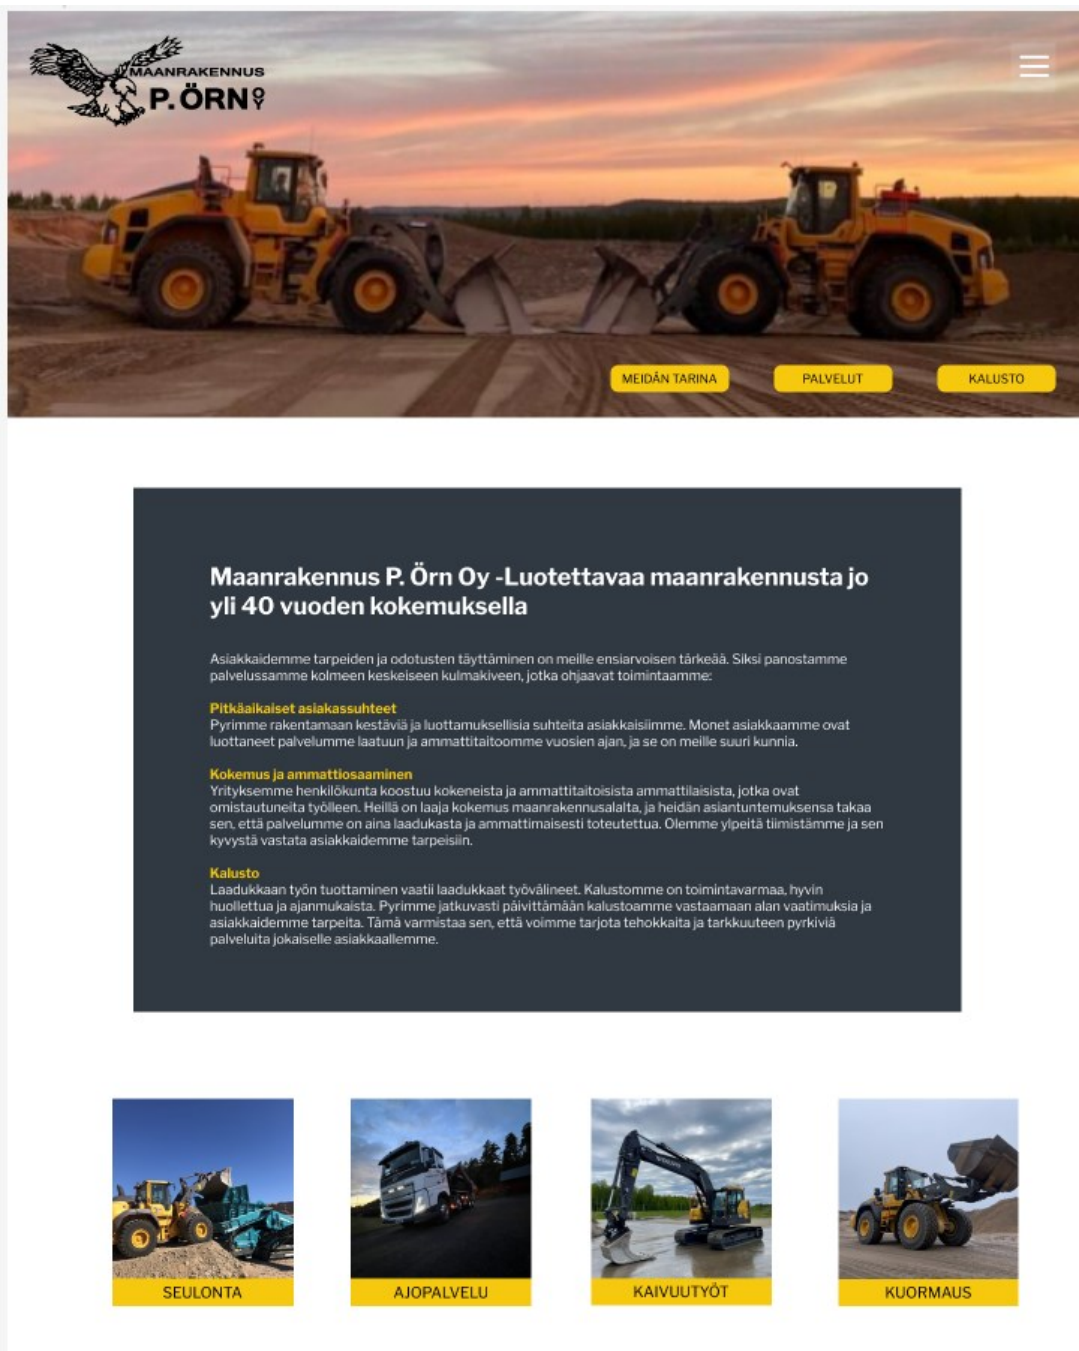 MAANRAKENNUS
P. ÖRN OY
MEIDÄN TARINA
PALVELUT
KALUSTO
Maanrakennus P. Örn Oy -Luotettavaa maanrakennusta jo
yli 40 vuoden kokemuksella
Asiakkaidemme tarpeiden ja odotusten täyttäminen on meille ensiarvoisen tärkeää. Siksi panostamme
palvelussamme kolmeen keskeiseen kulmakiveen, jotka ohjaavat toimintaamme:
Pitkäaikaiset asiakassuhteet
Pyrimme rakentamaan kestäviä ja luottamuksellisia suhteita asiakkaisiimme. Monet asiakkaamme ovat
luottaneet palvelumme laatuun ja ammattitaitoomme vuosien ajan, ja se on meille suuri kunnia.
Kokemus ja ammattiosaaminen
Yrityksemme henkilökunta koostuu kokeneista ja ammattitaitoisista ammattilaisista, jotka ovat
omistautuneita työlleen. Heillä on laaja kokemus maanrakennusalalta, ja heidän asiantuntemuksensa takaa
sen, että palvelumme on aina laadukasta ja ammattimaisesti toteutettua. Olemme ylpeitä tiimistämme ja sen
kyvystä vastata asiakkaidemme tarpeisiin.
Kalusto
Laadukkaan työn tuottaminen vaatii laadukkaat työvälineet. Kalustomme on toimintavarmaa, hyvin
huollettua ja ajanmukaista. Pyrimme jatkuvasti päivittämään kalustoamme vastaamaan alan vaatimuksia ja
asiakkaidemme tarpeita. Tämä varmistaa sen, että voimme tarjota tehokkaita ja tarkkuuteen pyrkiviä
palveluita jokaiselle asiakkaallemme.
VOLVO
SEULONTA
AJOPALVELU
KAIVUUTYÖT
KUORMAUS